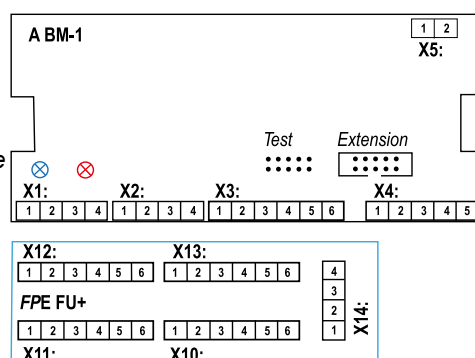 A BM-1
1 2
X5:
Test Extension
e
X1: X2: X3: X4:
1 2 3 4 1 2 3 4 1 2 3 4 5 6 1 2 3 4 5
X12: X13:
1 2 3 4 5 6 1 2 3 4 5 6
4
3
2
1
X14:
FPE FU+
1 2 3 4 5 6 1 2 3 4 5 6
X11: X10: